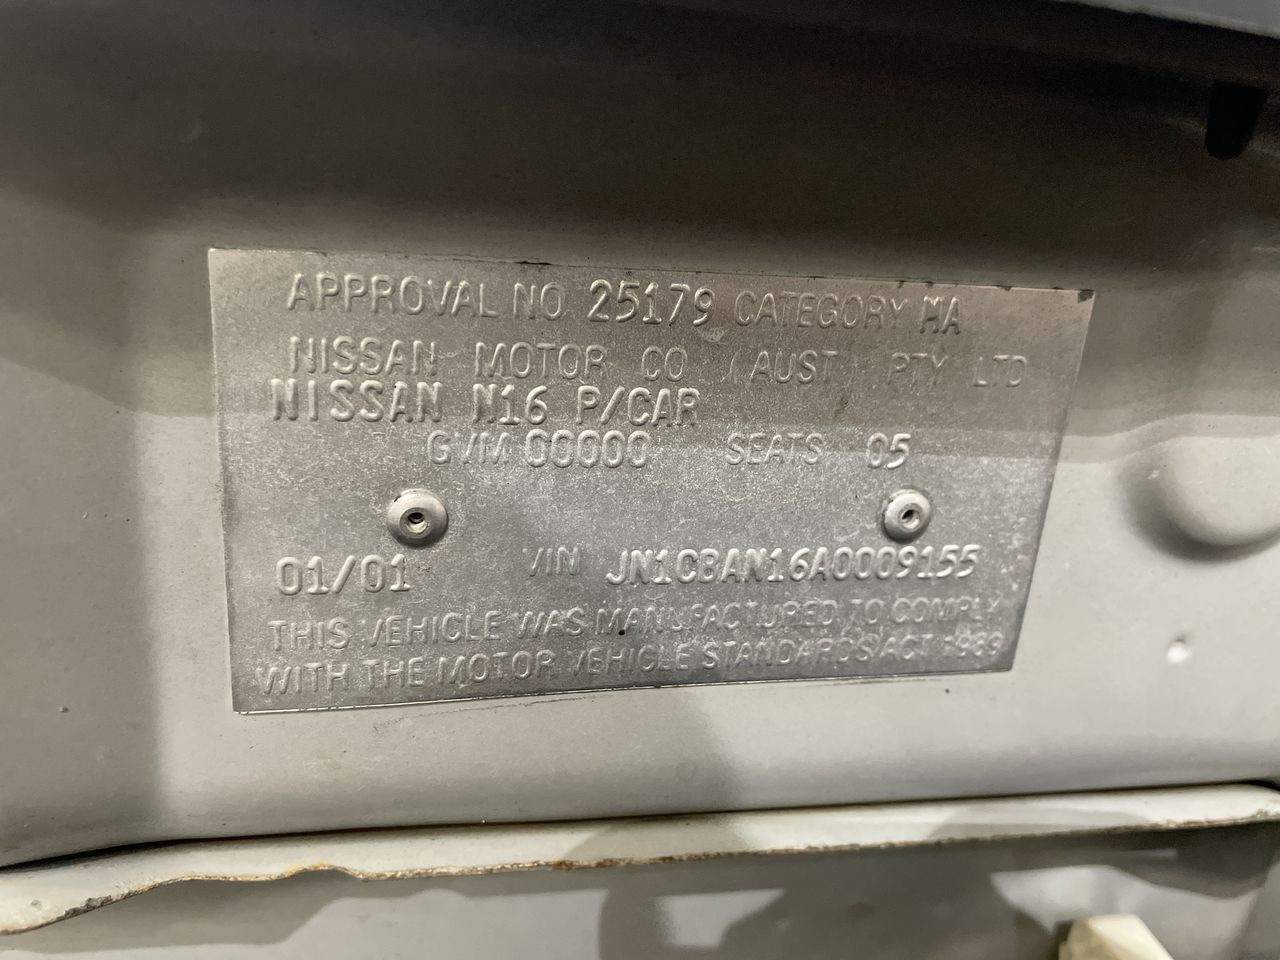 APPROVAL NO 25179 CATEGORY MA
NISSAN MOTOR CO (AUST) PTY LTD
NISSAN N16 P/CAR
GVM 00000 SEATS 05
01/01 VIN JN1CBAN16A0009155
THIS VEHICLE WAS MANUFACTURED TO COMPLY
WITH THE MOTOR VEHICLE STANDARDS ACT 1989